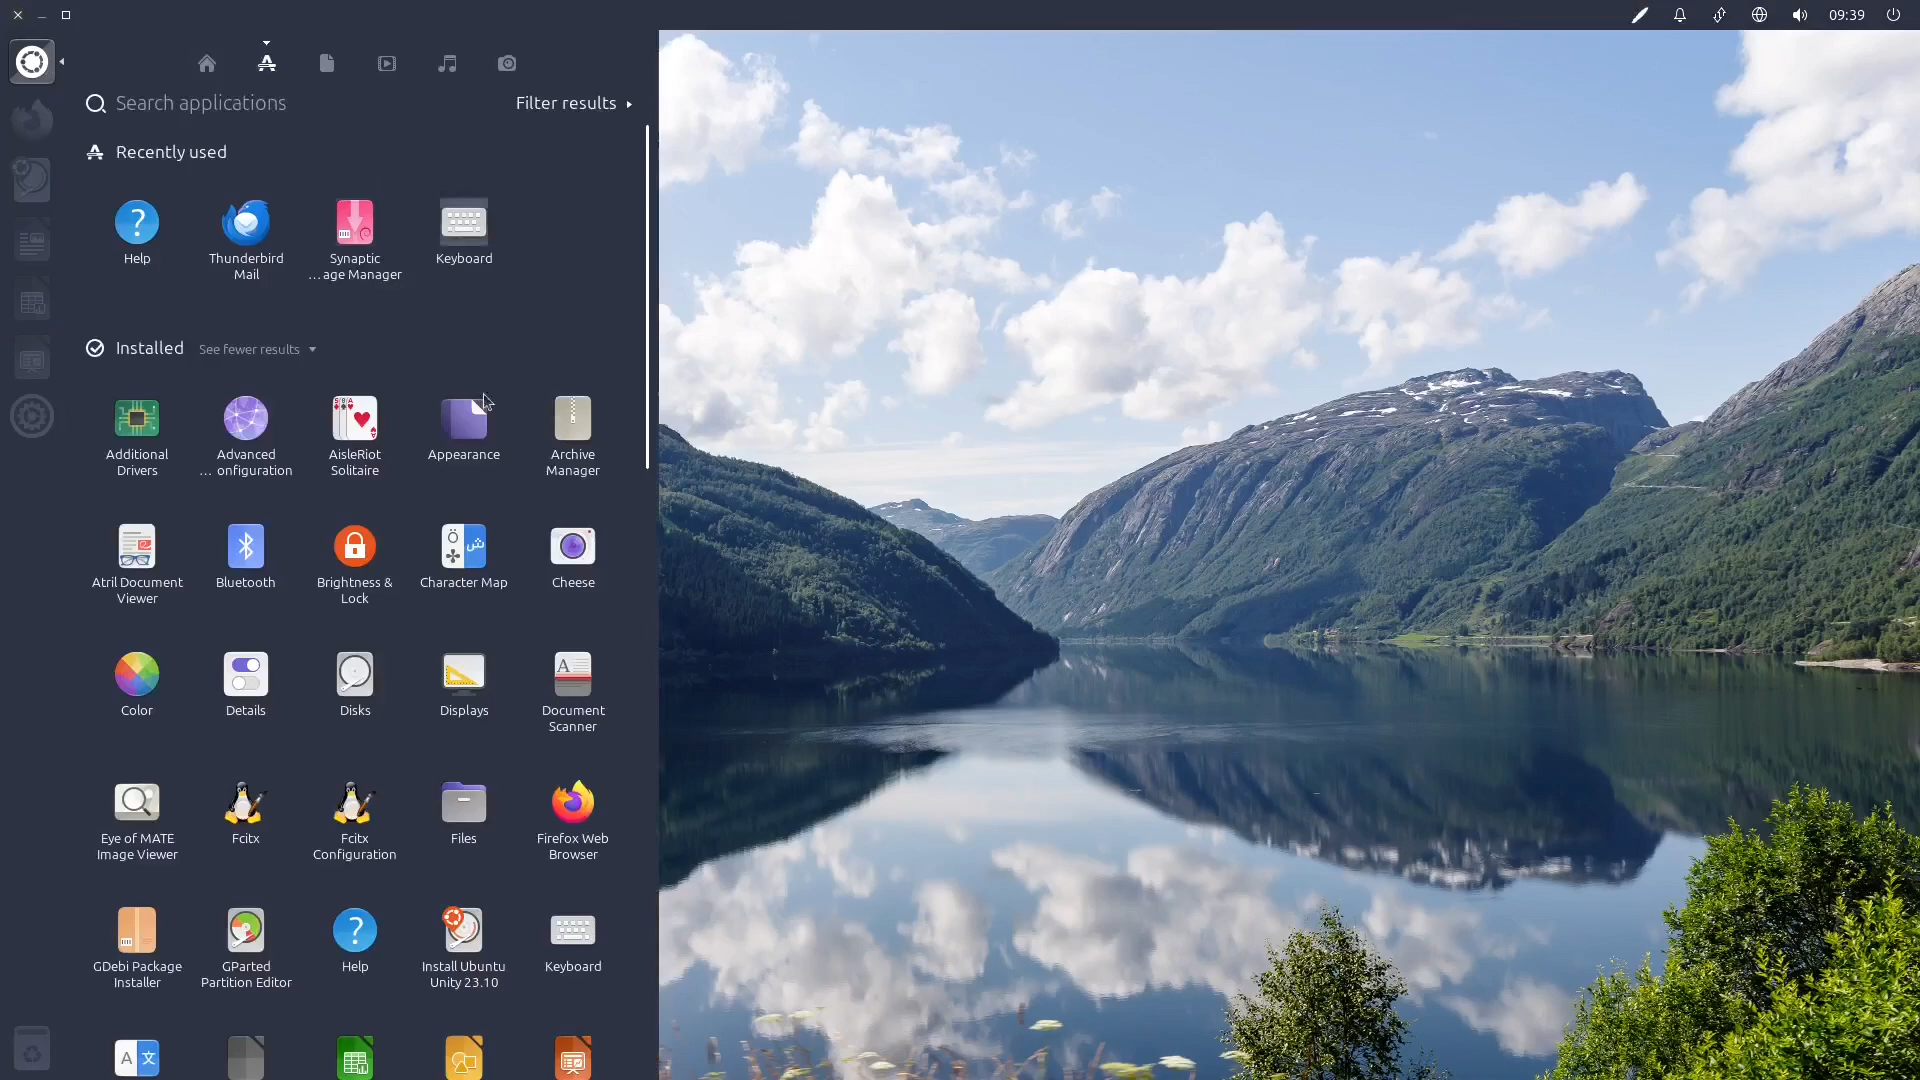 09:39
Search applications
Filter results
Recently used
Help
Thunderbird
Mail
Synaptic
...age Manager
Keyboard
Installed
See fewer results
Additional
Drivers
Advanced
... onfiguration
AisleRiot
Solitaire
Appearance
Archive
Manager
Atril Document
Viewer
Bluetooth
Brightness &
Lock
Character Map
Cheese
Color
Details
Disks
Displays
Document
Scanner
Eye of MATE
Image Viewer
Fcitx
Fcitx
Configuration
Files
Firefox Web
Browser
GDebi Package
Installer
GParted
Partition Editor
Help
Install Ubuntu
Unity 23.10
Keyboard